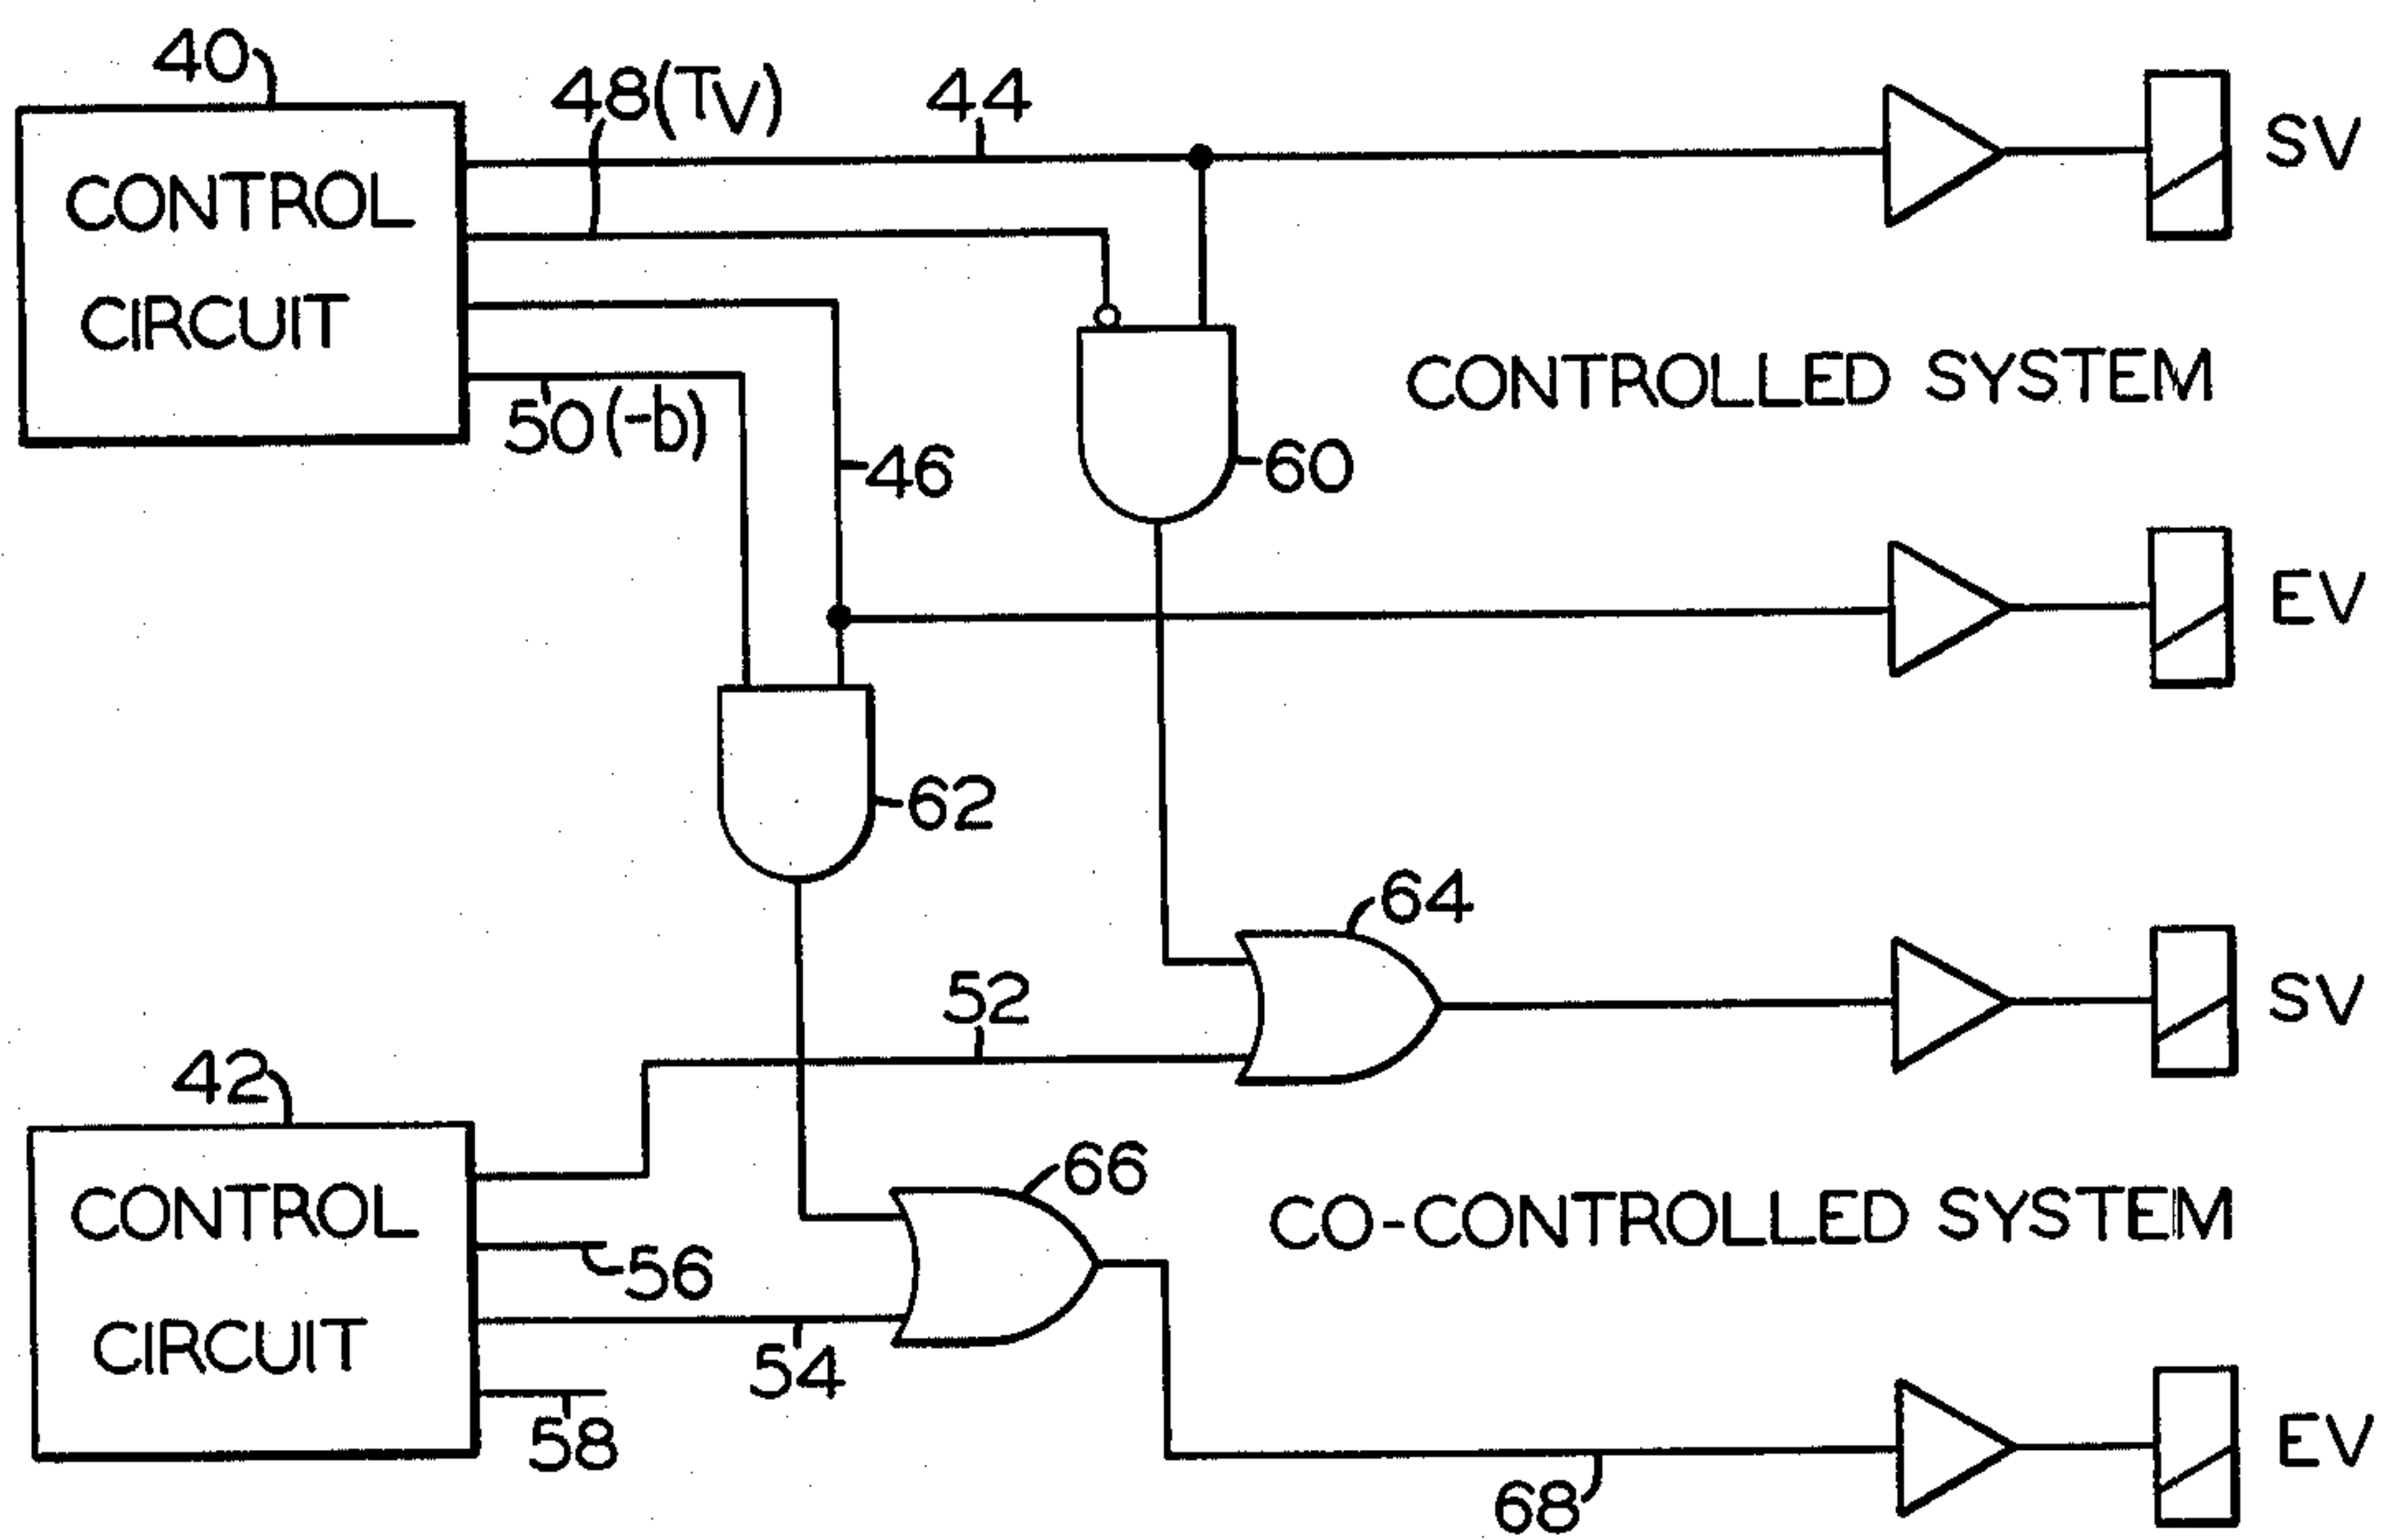 40
48(TV)
44
SV
CONTROL
CIRCUIT
50(-b)
46
60
CONTROLLED SYSTEM
EV
62
64
52
SV
42
CONTROL
CIRCUIT
56
66
CO-CONTROLLED SYSTEM
54
58
68
EV